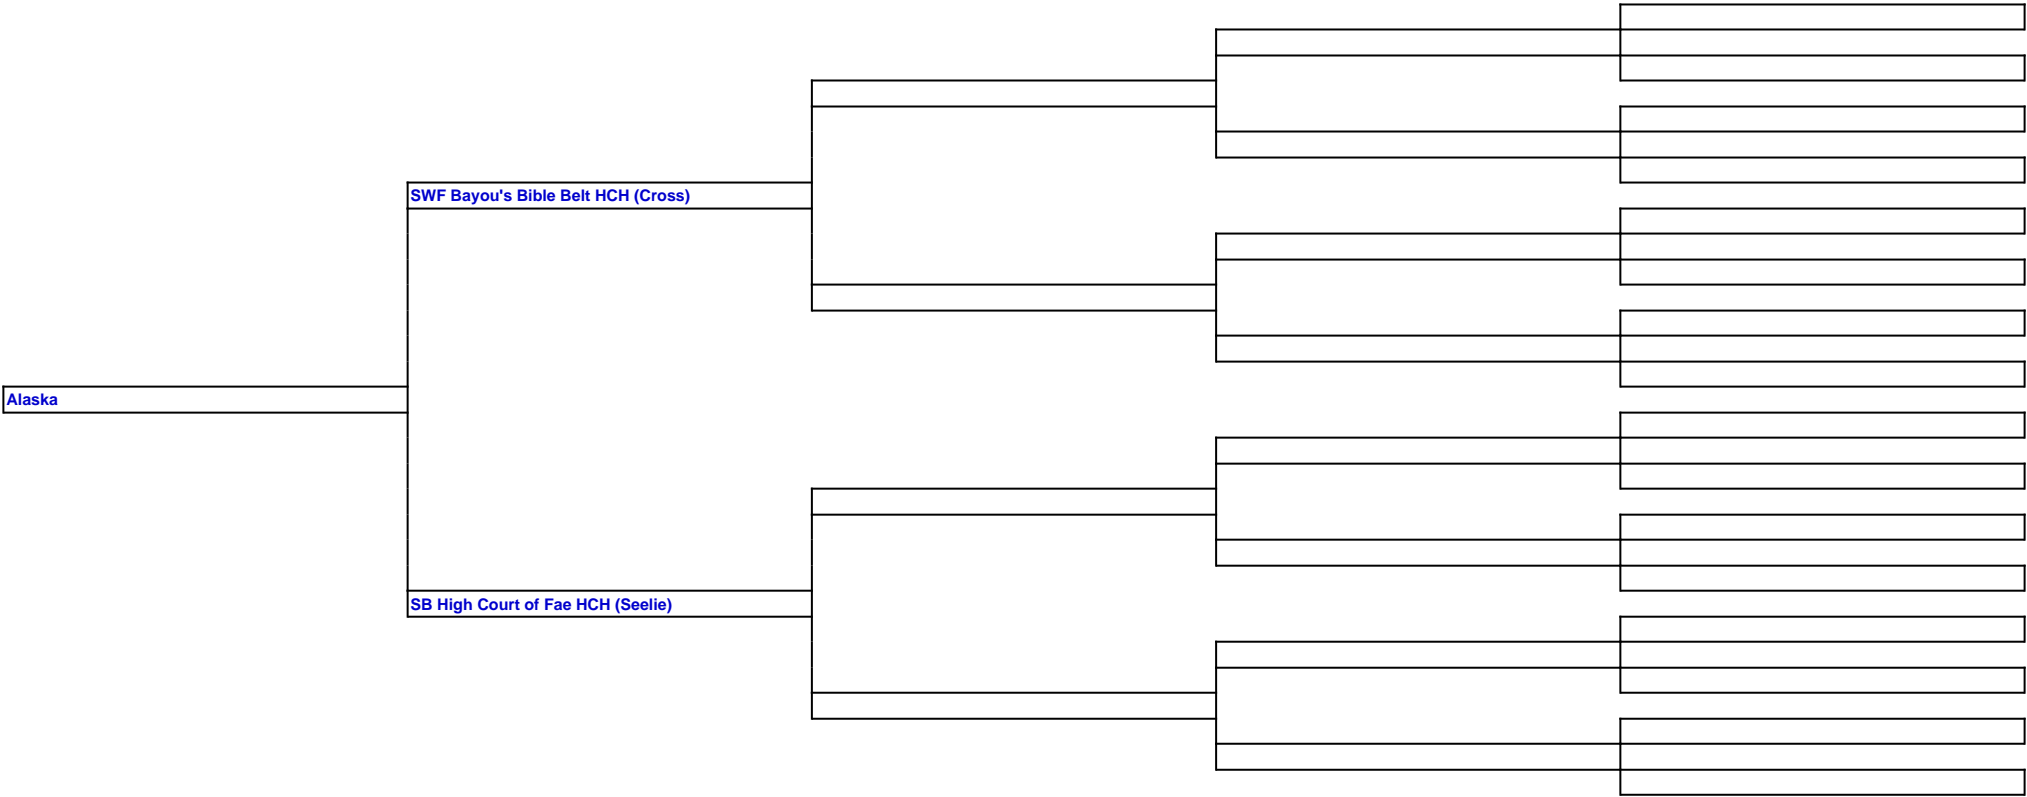 SWF Bayou's Bible Belt HCH (Cross)
Alaska
SB High Court of Fae HCH (Seelie)